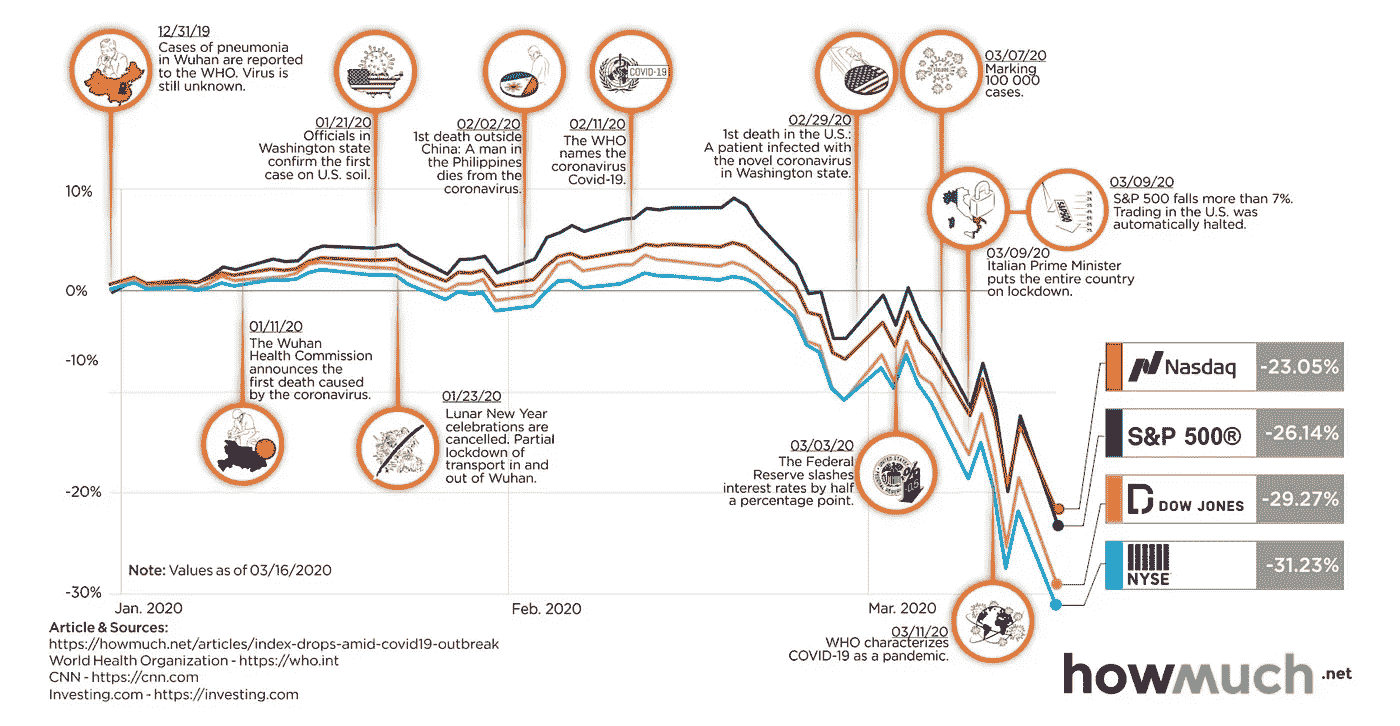 12/31/19
Cases of pneumonia
in Wuhan are reported
to the WHO. Virus is
still unknown.
01/21/20
Officials in
Washington state
confirm the first
case on U.S. soil.
02/02/20
1st death outside
China: A man in
the Philippines
dies from the
coronavirus.
COVID-19
02/11/20
The WHO
names the
coronavirus
Covid-19.
02/29/20
1st death in the U.S.:
A patient infected with
the novel coronavirus
in Washington state.
03/07/20
Marking
100 000
cases.
03/09/20
S&P 500 falls more than 7%.
Trading in the U.S. was
automatically halted.
03/09/20
Italian Prime Minister
puts the entire country
on lockdown.
10%
0%
-10%
-20%
-30%
01/11/20
The Wuhan
Health Commission
announces the
first death caused
by the coronavirus.
01/23/20
Lunar New Year
celebrations are
cancelled. Partial
lockdown of
transport in and
out of Wuhan.
03/03/20
The Federal
Reserve slashes
interest rates by half
a percentage point.
03/11/20
WHO characterizes
COVID-19 as a pandemic.
Nasdaq -23.05%
S&P 500® -26.14%
DOW JONES -29.27%
NYSE -31.23%
Note: Values as of 03/16/2020
Jan. 2020
Feb. 2020
Mar. 2020
Article & Sources:
https://howmuch.net/articles/index-drops-amid-covid19-outbreak
World Health Organization - https://who.int
CNN - https://cnn.com
Investing.com - https://investing.com
howmuch.net